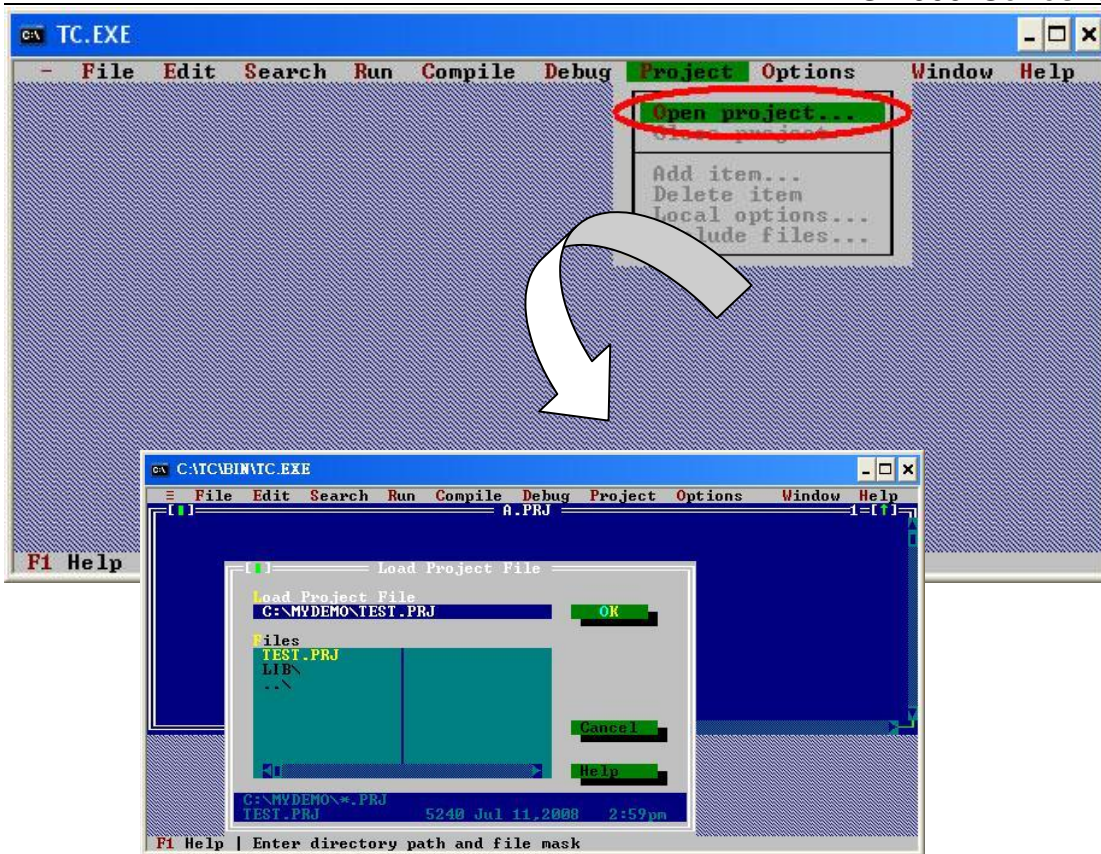 TC.EXE
- File Edit Search Run Compile Debug Project Options Window Help
Open project...
Close project
Add item...
Delete item
Local options...
files...
F1 Help
C:\TC\BIN\TC.EXE
≡ File Edit Search Run Compile Debug Project Options Window Help
[▮] A.PRJ 1=[↑]
[▮] Load Project File
Load Project File
C:\MYDEMO\TEST.PRJ
OK
Files
TEST.PRJ
LIB\
..\
Cancel
Help
C:\MYDEMO\*.PRJ
TEST.PRJ 5240 Jul 11,2008 2:59pm
F1 Help | Enter directory path and file mask